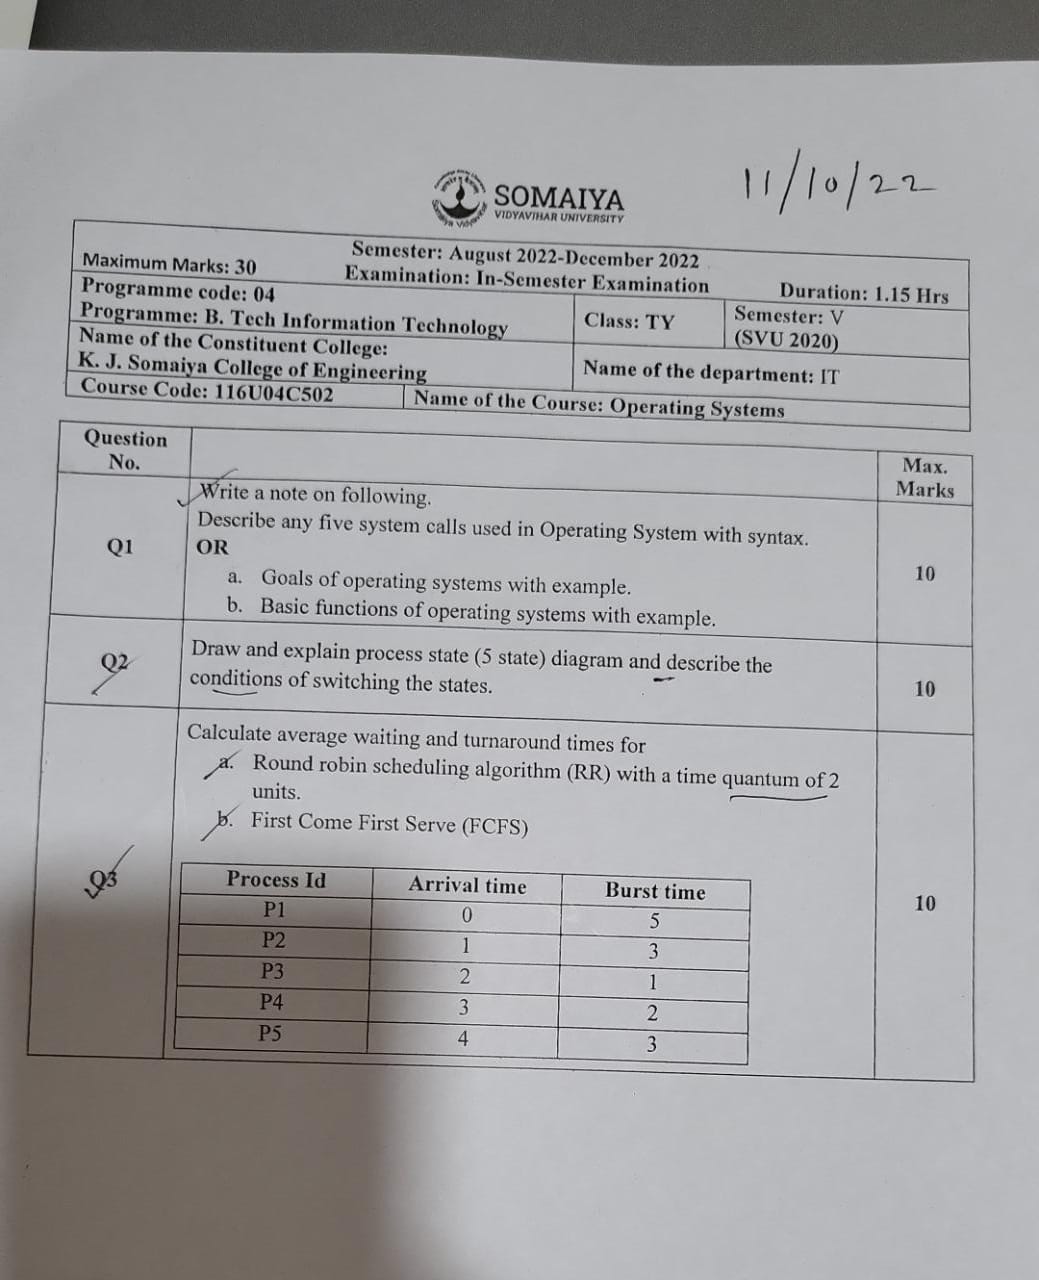 11/10/22
SOMAIYA
VIDYAVIHAR UNIVERSITY
Semester: August 2022-December 2022
Maximum Marks: 30 Examination: In-Semester Examination Duration: 1.15 Hrs
Programme code: 04
Programme: B. Tech Information Technology
Class: TY
Semester: V
(SVU 2020)
Name of the Constituent College:
K. J. Somaiya College of Engineering
Name of the department: IT
Course Code: 116U04C502 Name of the Course: Operating Systems
Question
No.
Max.
Marks
Q1
Write a note on following.
Describe any five system calls used in Operating System with syntax.
OR
a. Goals of operating systems with example.
b. Basic functions of operating systems with example.
10
Q2
Draw and explain process state (5 state) diagram and describe the
conditions of switching the states.
10
Q3
Calculate average waiting and turnaround times for
a. Round robin scheduling algorithm (RR) with a time quantum of 2
units.
b. First Come First Serve (FCFS)
Process Id Arrival time Burst time
P1 0 5
P2 1 3
P3 2 1
P4 3 2
P5 4 3
10